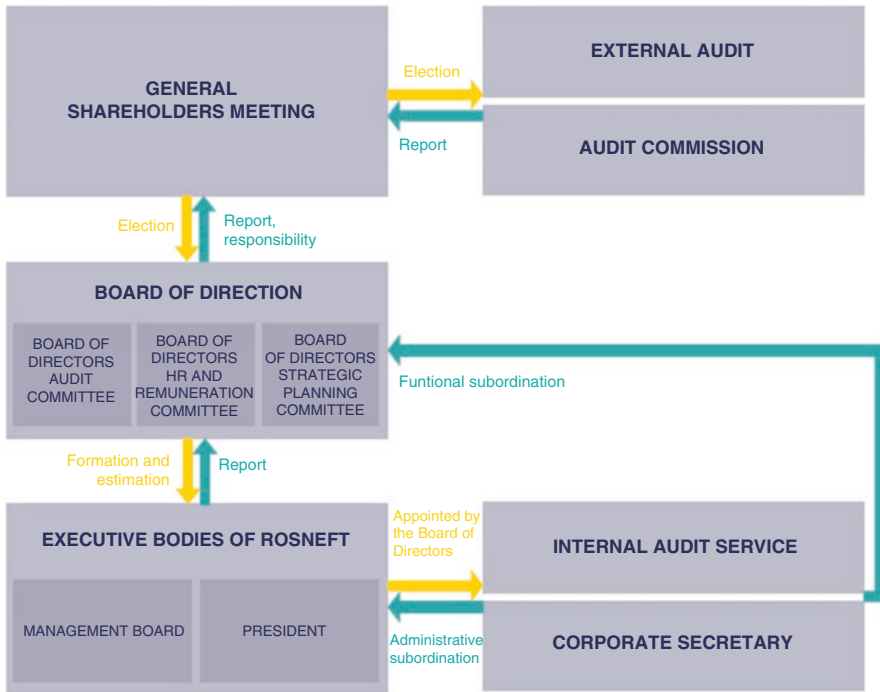 GENERAL
SHAREHOLDERS MEETING
Election
Report
EXTERNAL AUDIT
AUDIT COMMISSION
Election
Report,
responsibility
BOARD OF DIRECTION
BOARD OF
DIRECTORS
AUDIT
COMMITTEE
BOARD OF
DIRECTORS
HR AND
REMUNERATION
COMMITTEE
BOARD
OF DIRECTORS
STRATEGIC
PLANNING
COMMITTEE
Funtional subordination
Formation and
estimation
Report
EXECUTIVE BODIES OF ROSNEFT
MANAGEMENT BOARD
PRESIDENT
Appointed by
the Board of
Directors
Administrative
subordination
INTERNAL AUDIT SERVICE
CORPORATE SECRETARY